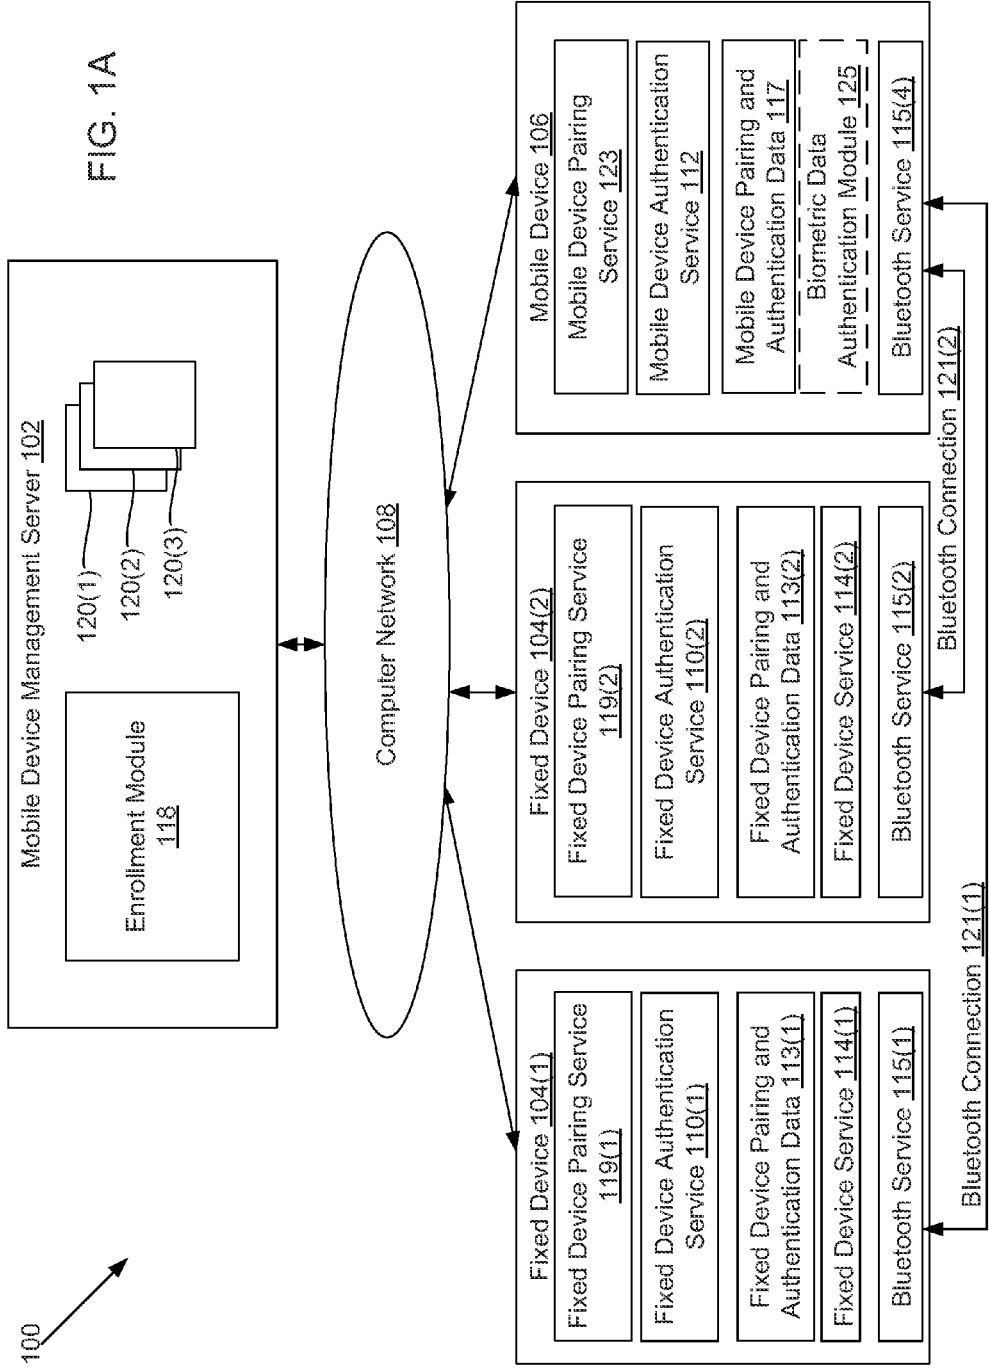 100
FIG. 1A
Mobile Device Management Server 102
Enrollment Module
118
120(1)
120(2)
120(3)
Computer Network 108
Fixed Device 104(1)
Fixed Device Pairing Service
119(1)
Fixed Device Authentication
Service 110(1)
Fixed Device Pairing and
Authentication Data 113(1)
Fixed Device Service 114(1)
Bluetooth Service 115(1)
Fixed Device 104(2)
Fixed Device Pairing Service
119(2)
Fixed Device Authentication
Service 110(2)
Fixed Device Pairing and
Authentication Data 113(2)
Fixed Device Service 114(2)
Bluetooth Service 115(2)
Mobile Device 106
Mobile Device Pairing
Service 123
Mobile Device Authentication
Service 112
Mobile Device Pairing and
Authentication Data 117
Biometric Data
Authentication Module 125
Bluetooth Service 115(4)
Bluetooth Connection 121(2)
Bluetooth Connection 121(1)